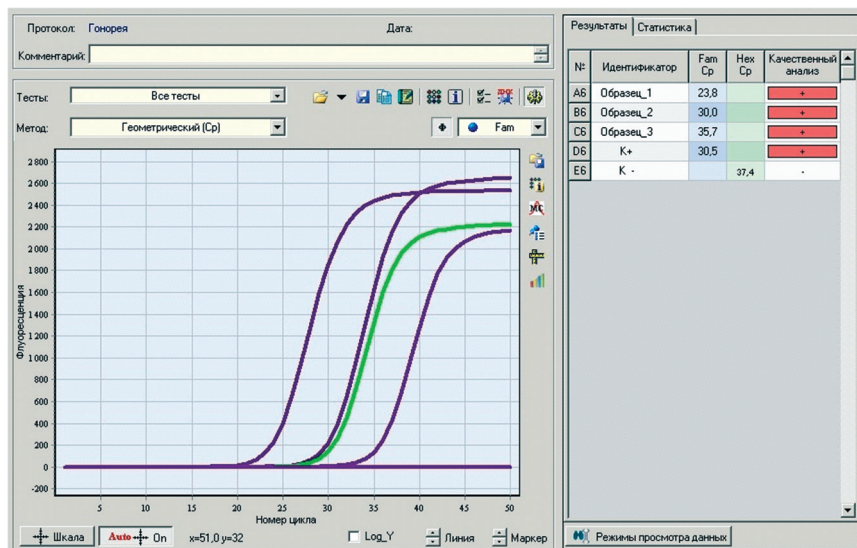 Протокол: Гонорея Дата:
Комментарий:
Тесты: Все тесты
Метод: Геометрический (Cp) Fam
Флуоресценция
2 800
2 600
2 400
2 200
2 000
1 800
1 600
1 400
1 200
1 000
800
600
400
200
0
-200
5 10 15 20 25 30 35 40 45 50
Номер цикла
Шкала Auto On x=51,0 y=32 Log_Y Линия Маркер
Результаты Статистика
№ Идентификатор Fam Cp Hex Cp Качественный анализ
A6 Образец_1 23,8 +
B6 Образец_2 30,0 +
C6 Образец_3 35,7 +
D6 К+ 30,5 +
E6 К - 37,4 -
Режимы просмотра данных